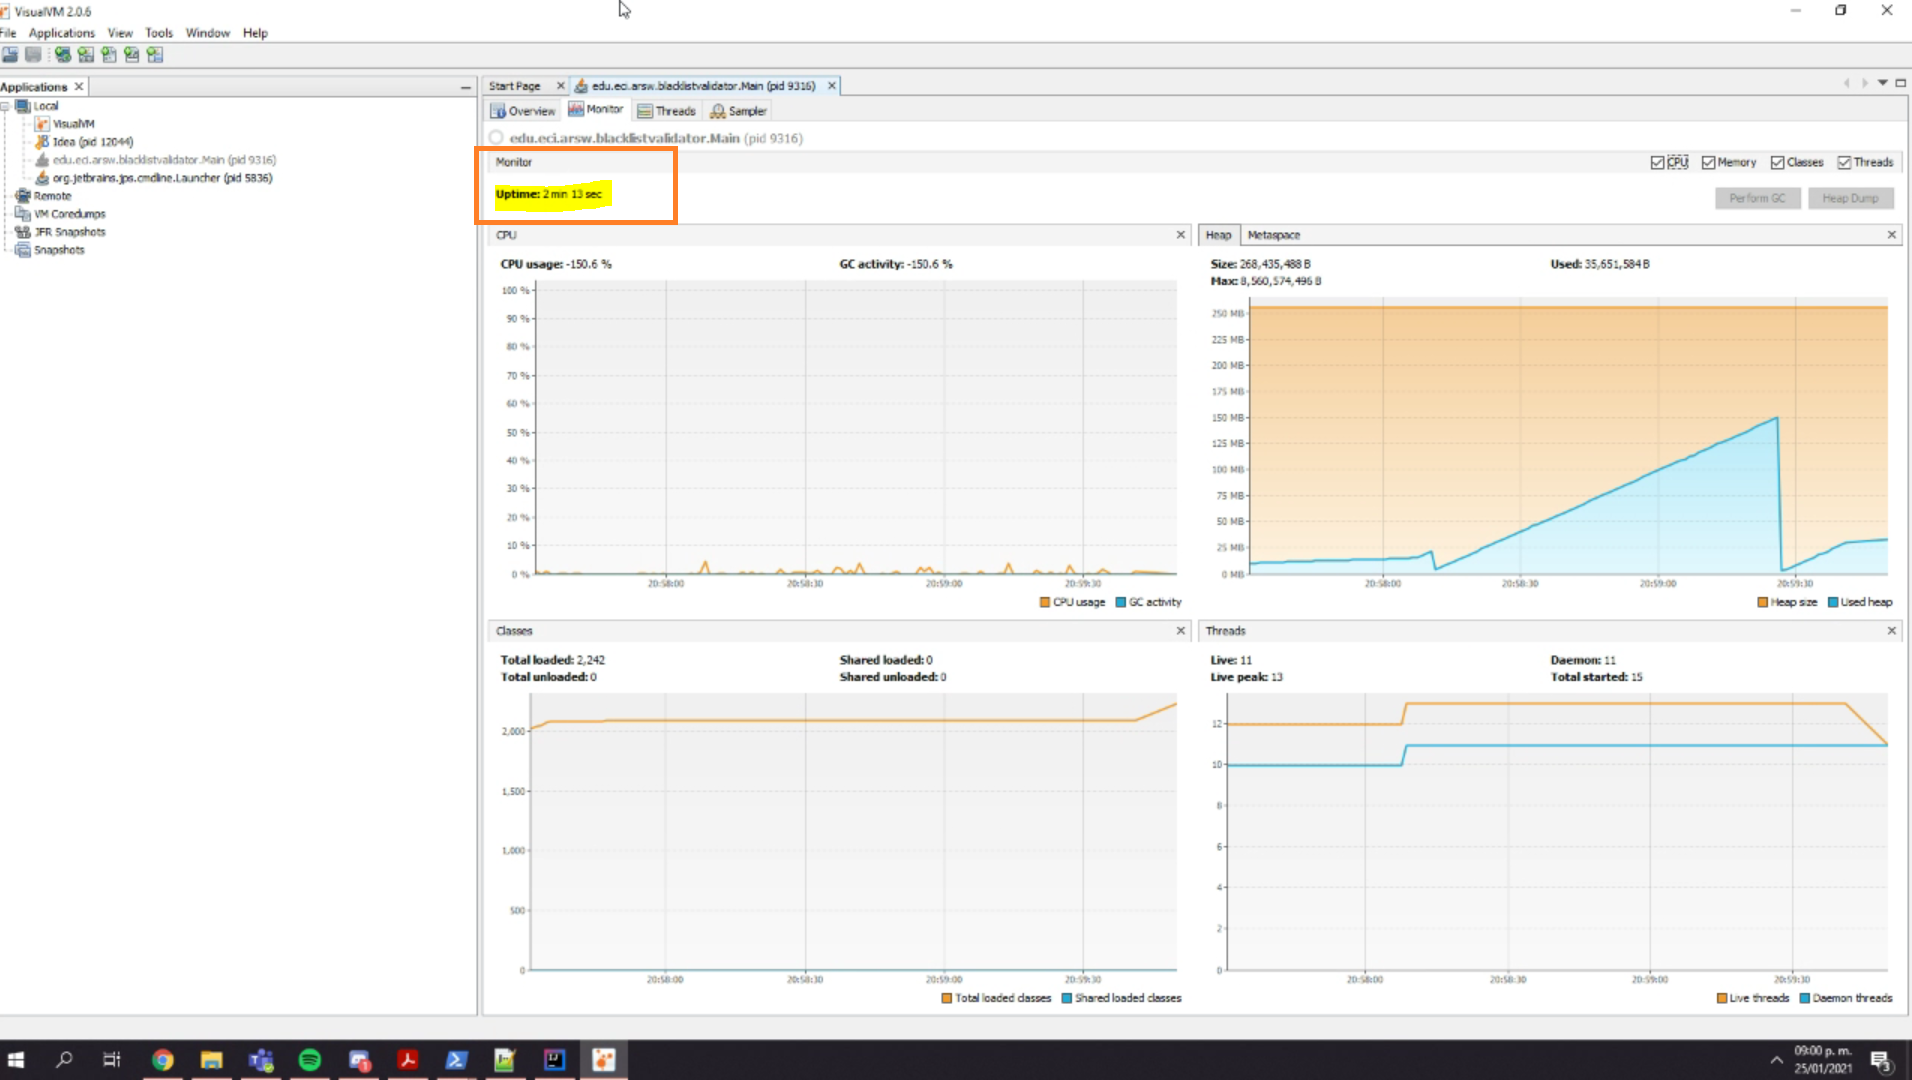 VisualVM 2.0.6
File Applications View Tools Window Help
Applications
Local
VisualVM
Idea (pid 12044)
edu.eci.arsw.blacklistvalidator.Main (pid 9316)
org.jetbrains.jps.cmdline.Launcher (pid 5836)
Remote
VM Coredumps
JFR Snapshots
Snapshots
Start Page edu.eci.arsw.blacklistvalidator.Main (pid 9316)
Overview Monitor Threads Sampler
edu.eci.arsw.blacklistvalidator.Main (pid 9316)
Monitor CPU Memory Classes Threads
Uptime: 2 min 13 sec Perform GC Heap Dump
CPU
CPU usage: -150.6 % GC activity: -150.6 %
100 %
90 %
80 %
70 %
60 %
50 %
40 %
30 %
20 %
10 %
0 %
20:58:00 20:58:30 20:59:00 20:59:30
CPU usage GC activity
Heap Metaspace
Size: 268,435,488 B Used: 35,651,584 B
Max: 8,560,574,496 B
250 MB
225 MB
200 MB
175 MB
150 MB
125 MB
100 MB
75 MB
50 MB
25 MB
0 MB
20:58:00 20:58:30 20:59:00 20:59:30
Heap size Used heap
Classes
Total loaded: 2,242 Shared loaded: 0
Total unloaded: 0 Shared unloaded: 0
2,000
1,500
1,000
500
0
20:58:00 20:58:30 20:59:00 20:59:30
Total loaded classes Shared loaded classes
Threads
Live: 11 Daemon: 11
Live peak: 13 Total started: 15
12
10
8
6
4
2
0
20:58:00 20:58:30 20:59:00 20:59:30
Live threads Daemon threads
09:00 p. m.
25/01/2021
3